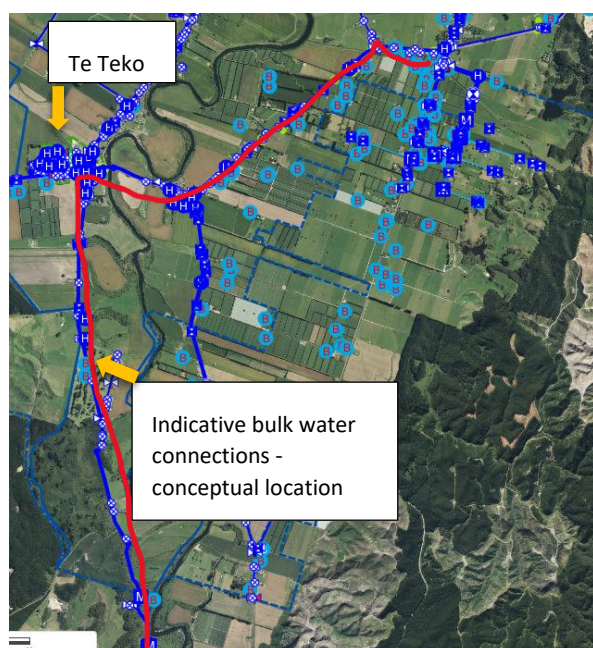 Te Teko
Indicative bulk water
connections -
conceptual location